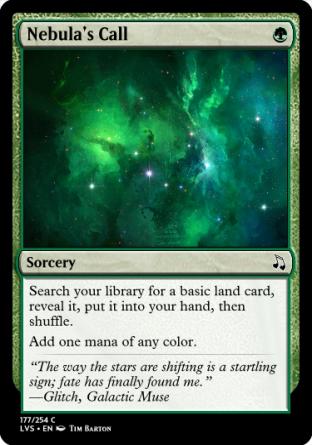 Nebula's Call
Sorcery
Search your library for a basic land card,
reveal it, put it into your hand, then
shuffle.
Add one mana of any color.
“The way the stars are shifting is a startling
sign; fate has finally found me.”
—Glitch, Galactic Muse
177/254 C
LVS • EN Tim Barton